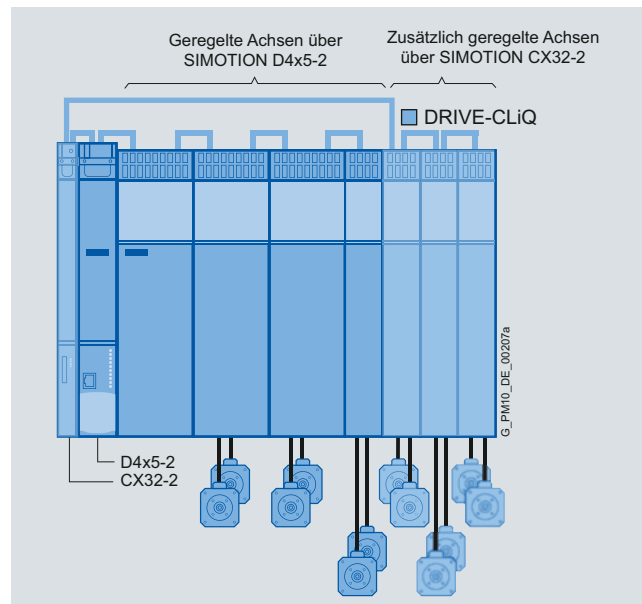 Geregelte Achsen über
SIMOTION D4x5-2
Zusätzlich geregelte Achsen
über SIMOTION CX32-2
DRIVE-CLiQ
G_PM10_DE_00207a
D4x5-2
CX32-2